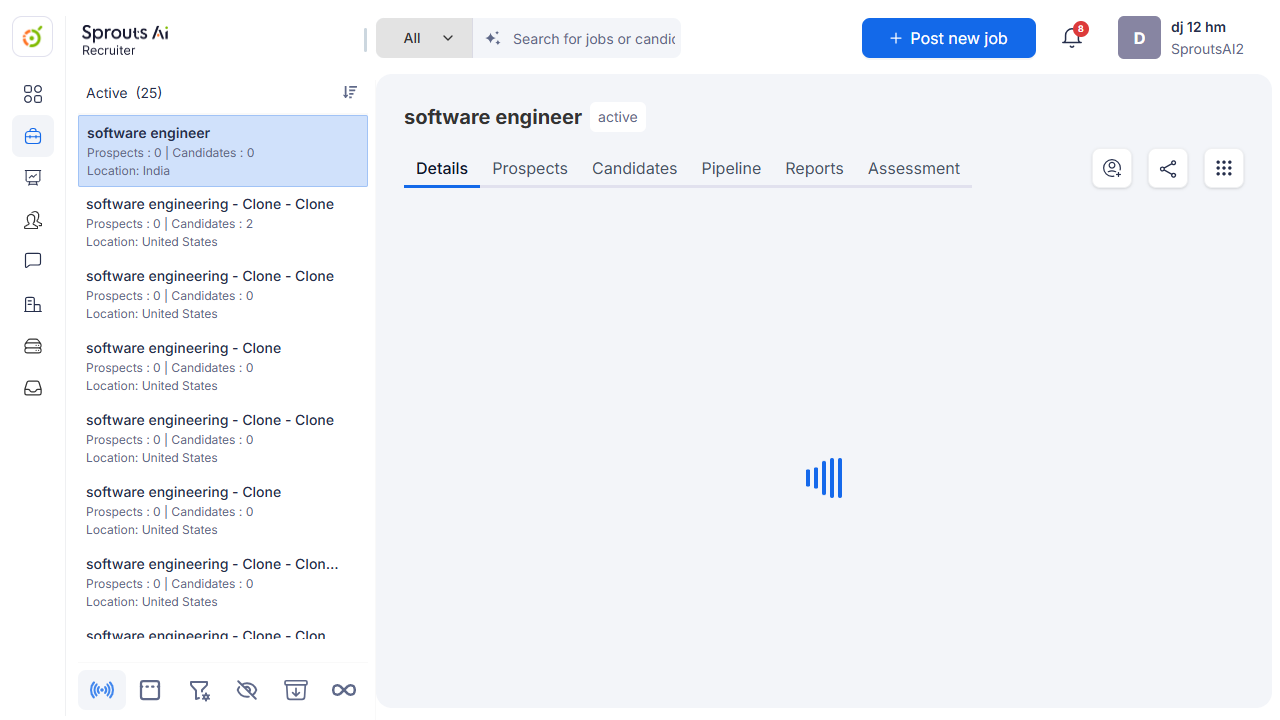 Sprouts Ai
Recruiter
All
Search for jobs or candic
Post new job
8
D
dj 12 hm
SproutsAI2
Active (25)
software engineer
Prospects : 0 | Candidates : 0
Location: India
software engineering - Clone - Clone
Prospects : 0 | Candidates : 2
Location: United States
software engineering - Clone - Clone
Prospects : 0 | Candidates : 0
Location: United States
software engineering - Clone
Prospects : 0 | Candidates : 0
Location: United States
software engineering - Clone - Clone
Prospects : 0 | Candidates : 0
Location: United States
software engineering - Clone
Prospects : 0 | Candidates : 0
Location: United States
software engineering - Clone - Clon...
Prospects : 0 | Candidates : 0
Location: United States
software engineering - Clone - Clon
software engineer
active
Details
Prospects
Candidates
Pipeline
Reports
Assessment